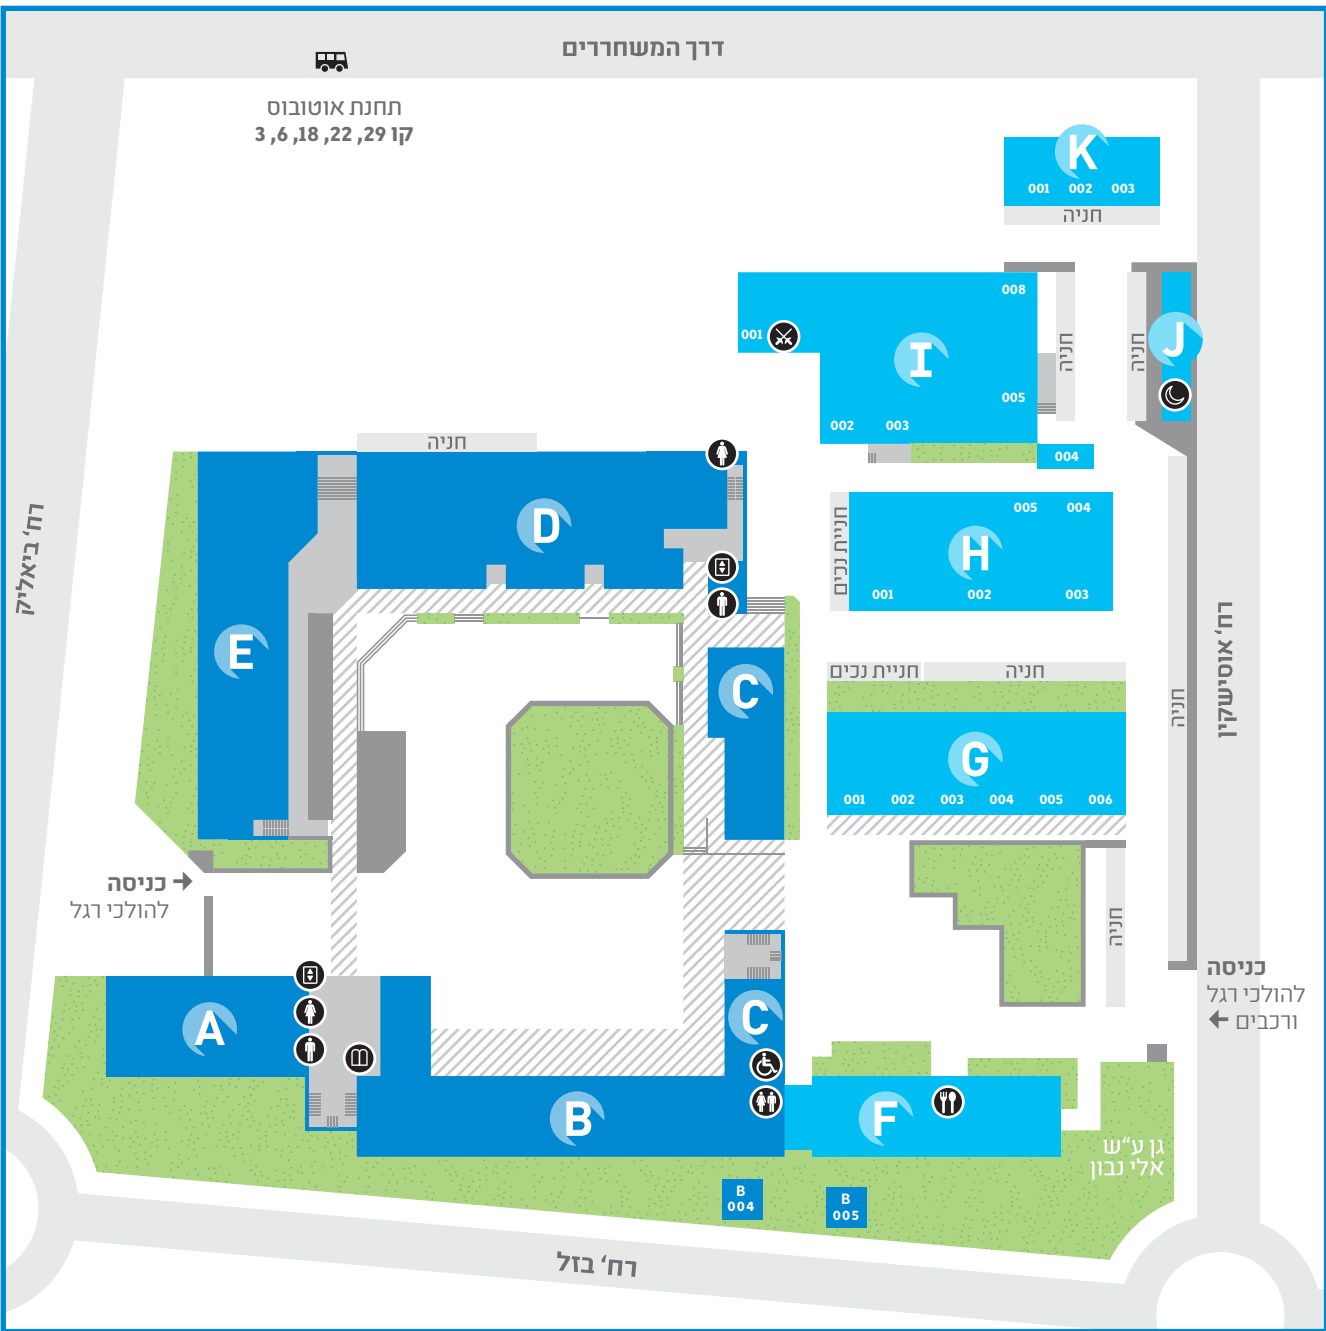 דרך המשחררים
תחנת אוטובוס
קו 29, 22, 18, 6, 3
K
001 002 003
חניה
008
001
I
005
002 003
חניה
חניה
J
004
חניה
D
רח' ביאליק
E
חניית נכים
005 004
H
001 002 003
C
חניית נכים
חניה
G
001 002 003 004 005 006
חניה
רח' אוסישקין
כניסה
להולכי רגל
חניה
כניסה
להולכי רגל
ורכבים
A
C
B
F
גן ע"ש
אלי נבון
B
004
B
005
רח' בזל